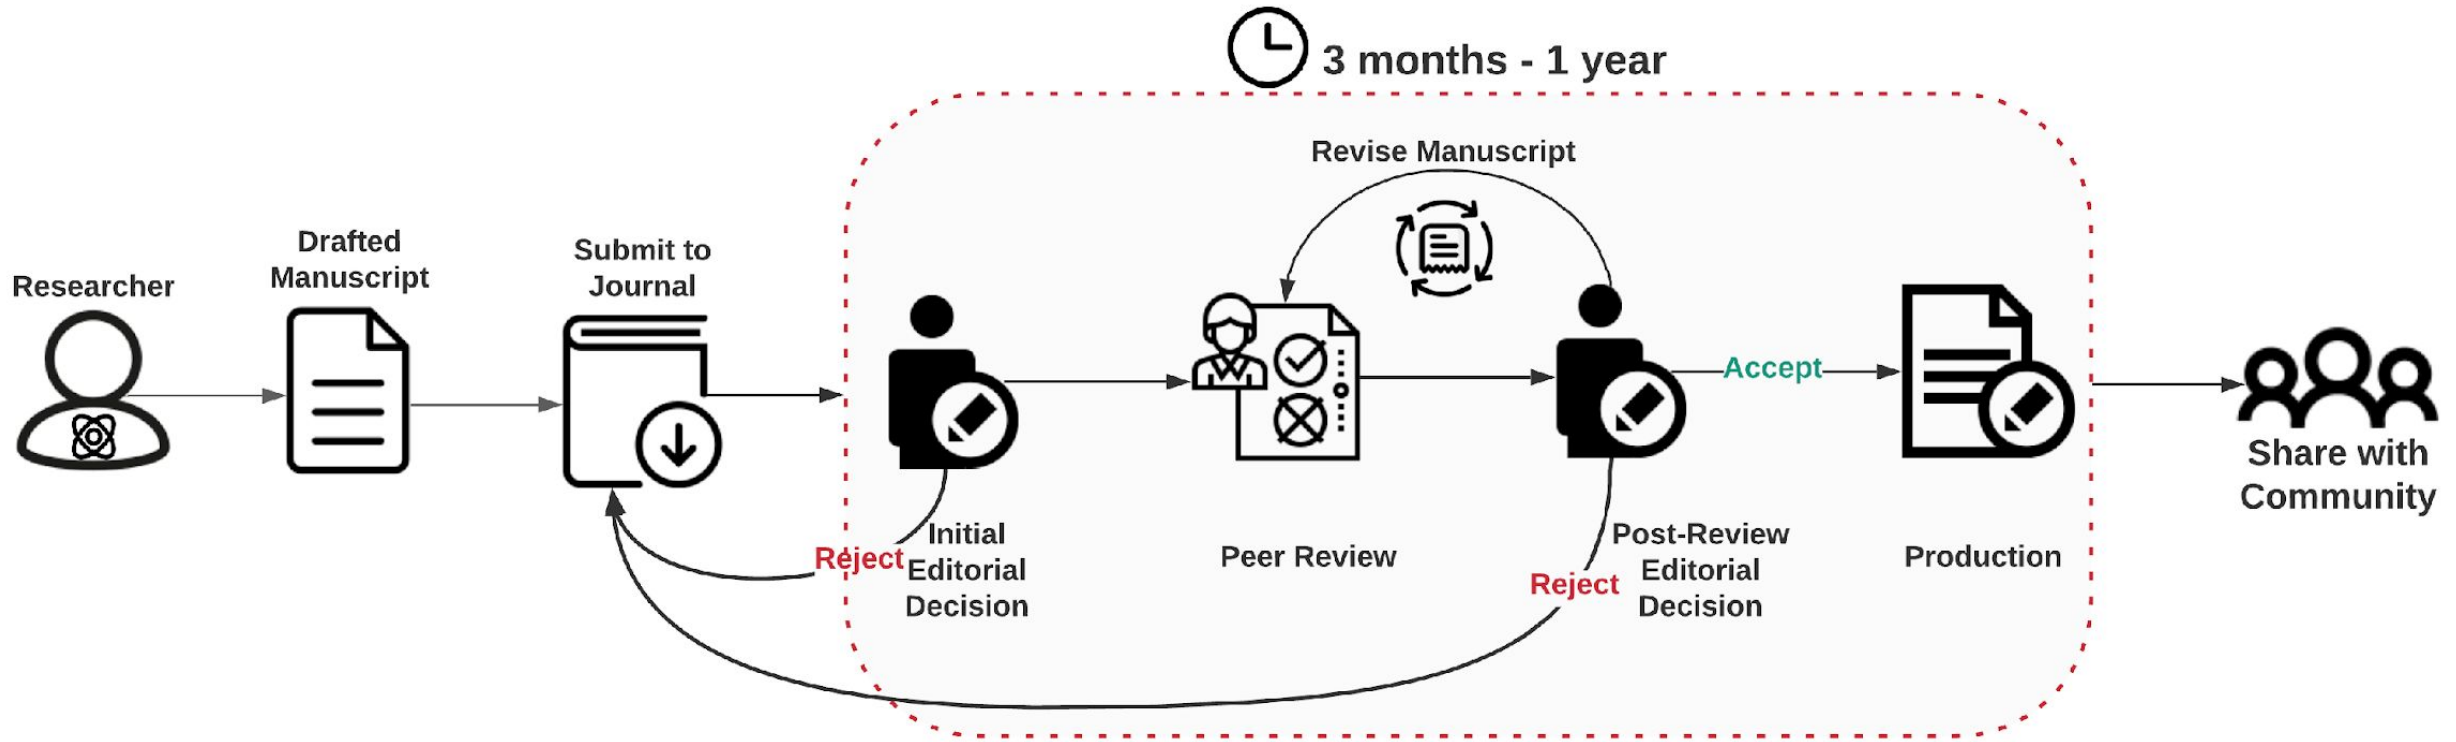 3 months - 1 year
Revise Manuscript
Researcher
Drafted
Manuscript
Submit to
Journal
Accept
Reject
Initial
Editorial
Decision
Peer Review
Reject
Post-Review
Editorial
Decision
Production
Share with
Community